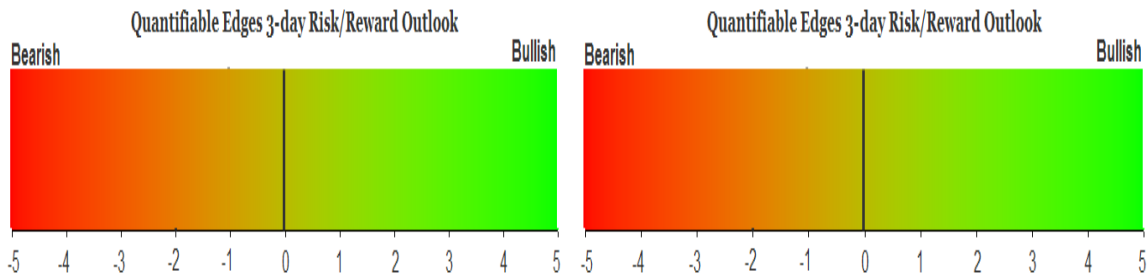 Quantifiable Edges 3-day Risk/Reward Outlook
Bearish Bullish
-5 -4 -3 -2 -1 0 1 2 3 4 5
Quantifiable Edges 3-day Risk/Reward Outlook
Bearish Bullish
-5 -4 -3 -2 -1 0 1 2 3 4 5